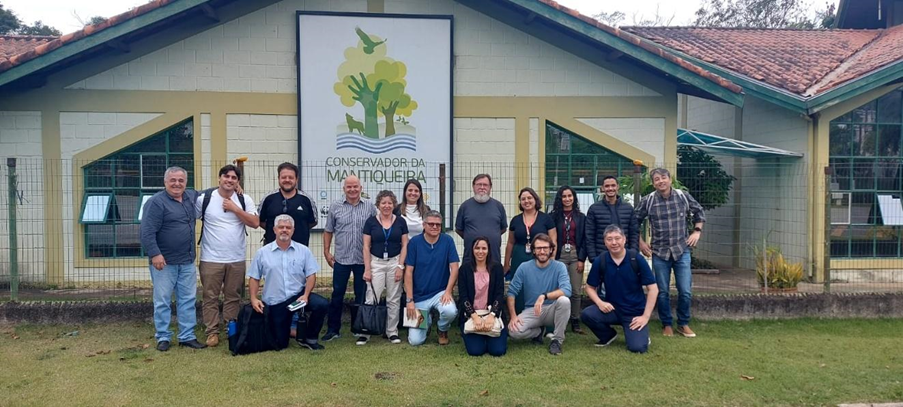 CONSERVADOR DA
MANTIQUEIRA